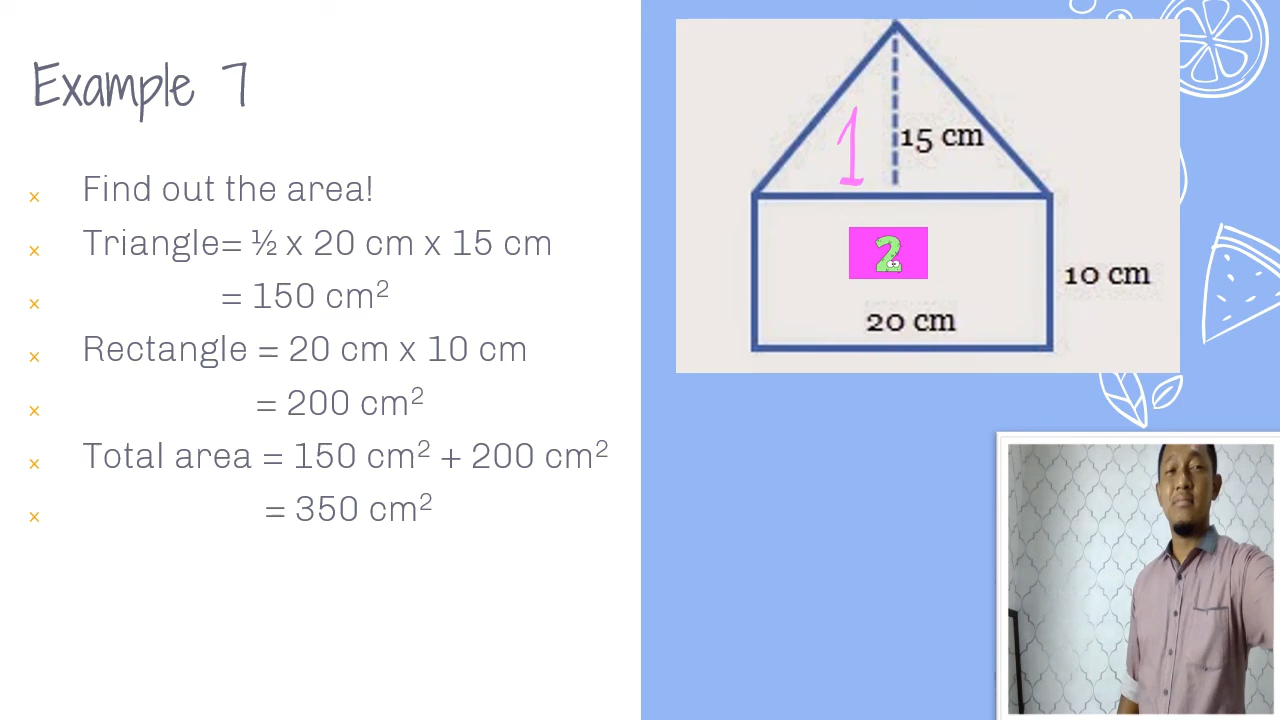 Example 7
× Find out the area!
× Triangle= ½ x 20 cm x 15 cm
× = 150 cm²
× Rectangle = 20 cm x 10 cm
× = 200 cm²
× Total area = 150 cm² + 200 cm²
× = 350 cm²
1
15 cm
2
10 cm
20 cm